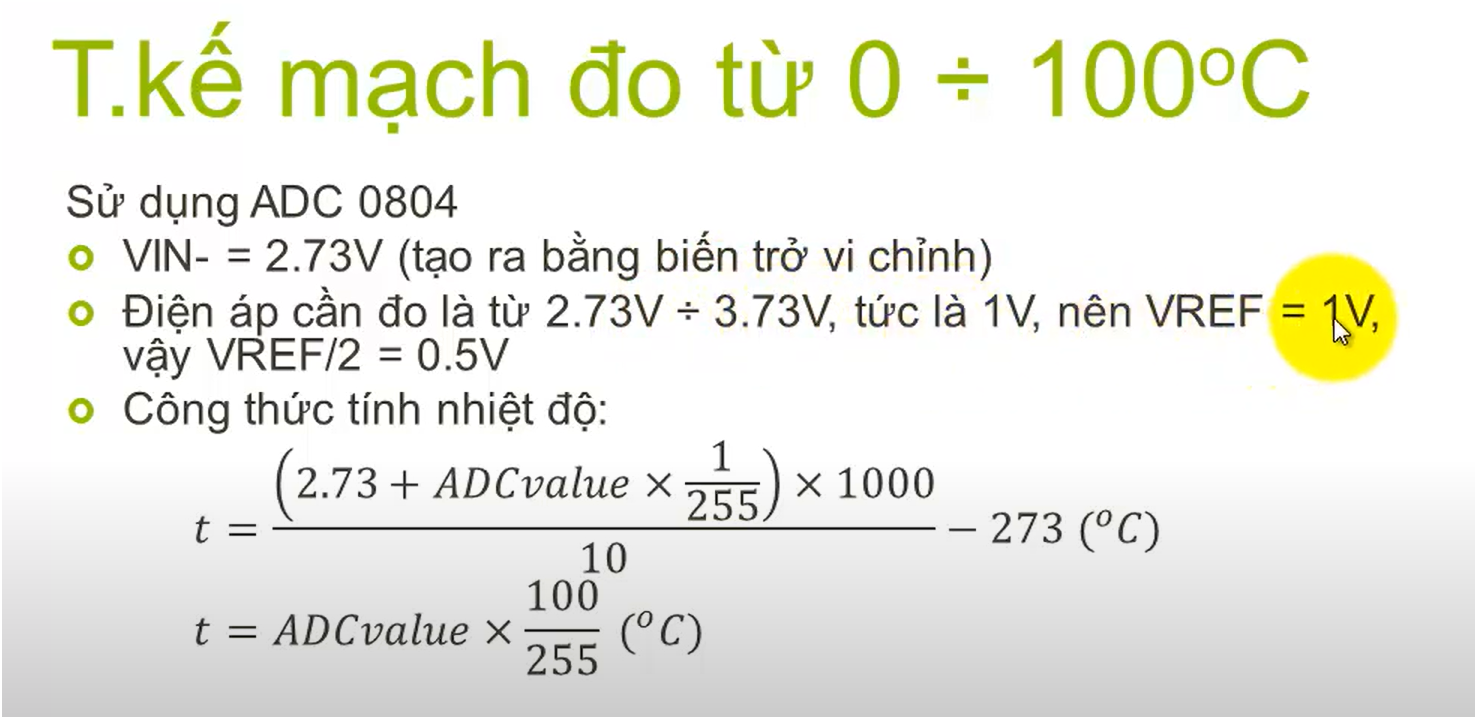 T.kế mạch đo từ 0 ÷ 100ºC
Sử dụng ADC 0804
VIN- = 2.73V (tạo ra bằng biến trở vi chỉnh)
Điện áp cần đo là từ 2.73V ÷ 3.73V, tức là 1V, nên VREF = 1V,
vậy VREF/2 = 0.5V
Công thức tính nhiệt độ:
t = \frac{(2.73 + ADCvalue × \frac{1}{255}) × 1000}{10} − 273 (ºC)
t = ADCvalue × \frac{100}{255} (ºC)